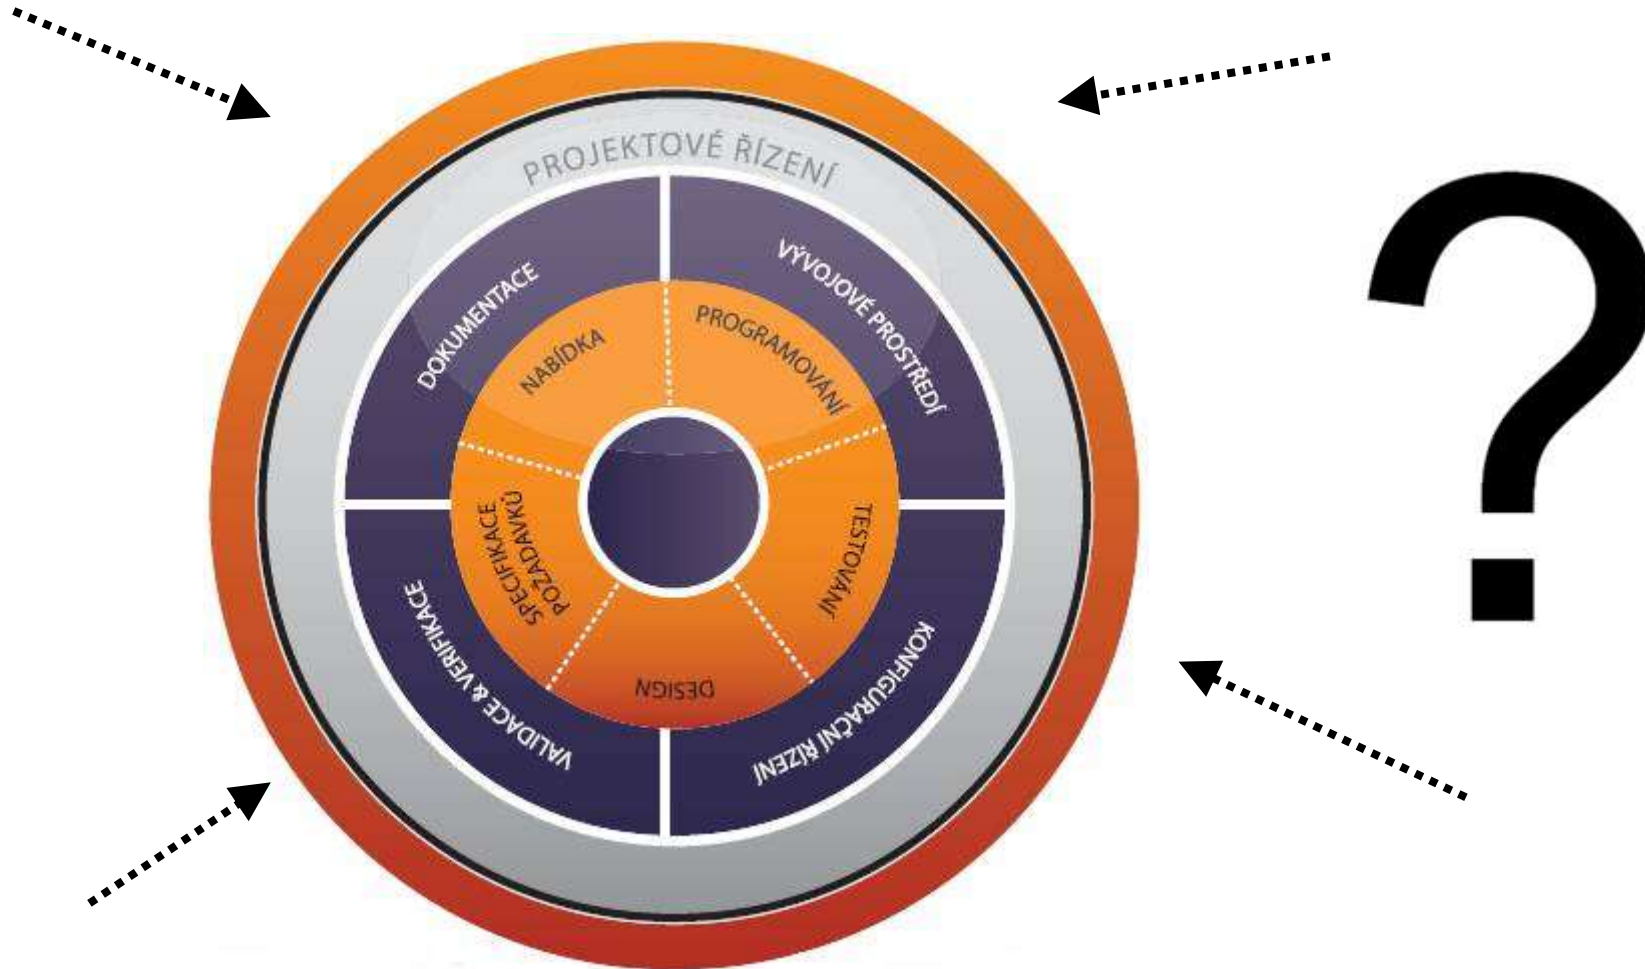 PROJEKTOVÉ ŘÍZENÍ
DOKUMENTACE
VÝVOJOVÉ PROSTŘEDÍ
NABÍDKA
PROGRAMOVÁNÍ
SPECIFIKACE
POŽADAVKŮ
TESTOVÁNÍ
DESIGN
VALIDACE & VERIFIKACE
KONFIGURAČNÍ ŘÍZENÍ
?